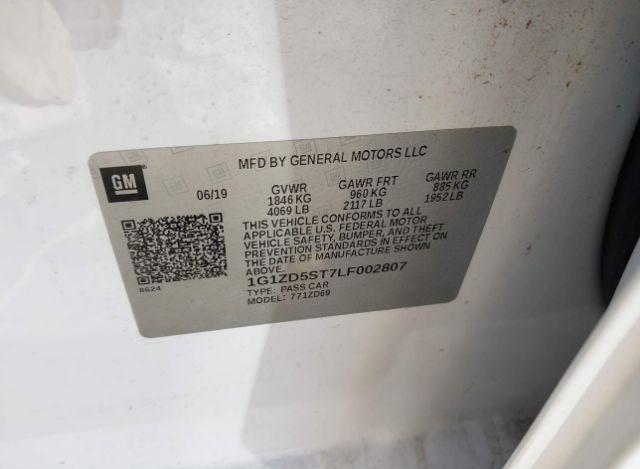 MFD BY GENERAL MOTORS LLC
GM
06/19 GVWR GAWR FRT GAWR RR
1846 KG 960 KG 885 KG
4069 LB 2117 LB 1952 LB
THIS VEHICLE CONFORMS TO ALL
APPLICABLE U.S. FEDERAL MOTOR
VEHICLE SAFETY, BUMPER, AND THEFT
PREVENTION STANDARDS IN EFFECT ON
THE DATE OF MANUFACTURE SHOWN
ABOVE.
8624
1G1ZD5ST7LF002807
TYPE: PASS CAR
MODEL: 771ZD69